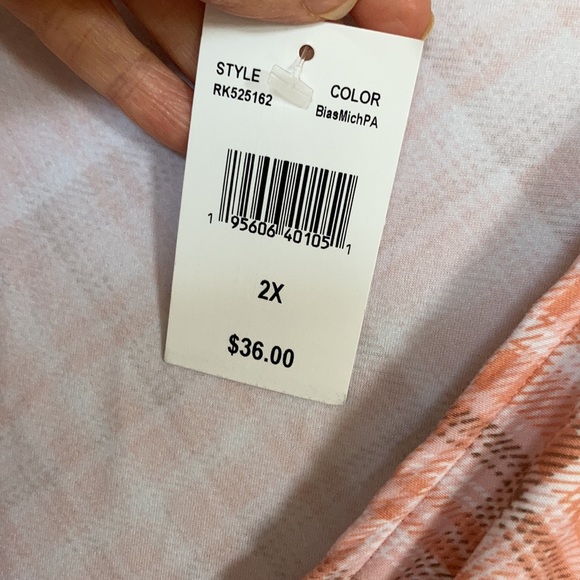 STYLE COLOR
RK525162 BiasMichPA
1 95606 40105 1
2X
$36.00